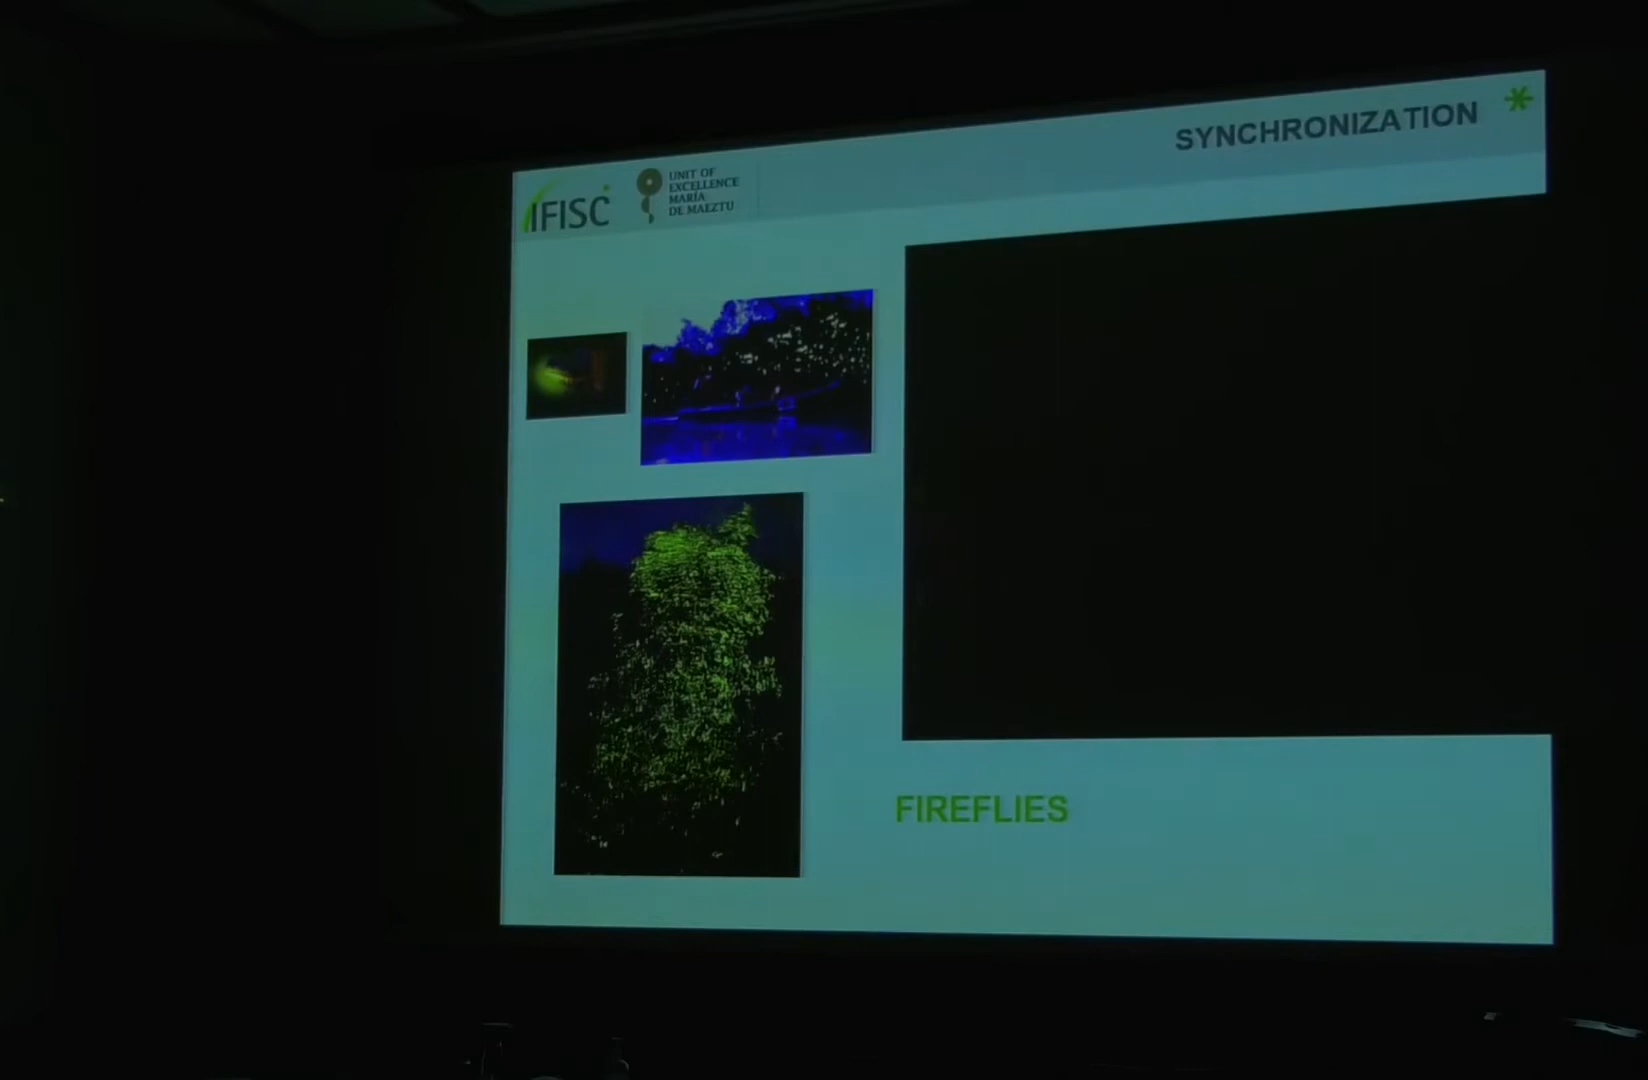 SYNCHRONIZATION
IFISC
UNIT OF
EXCELLENCE
MARÍA
DE MAEZTU
FIREFLIES